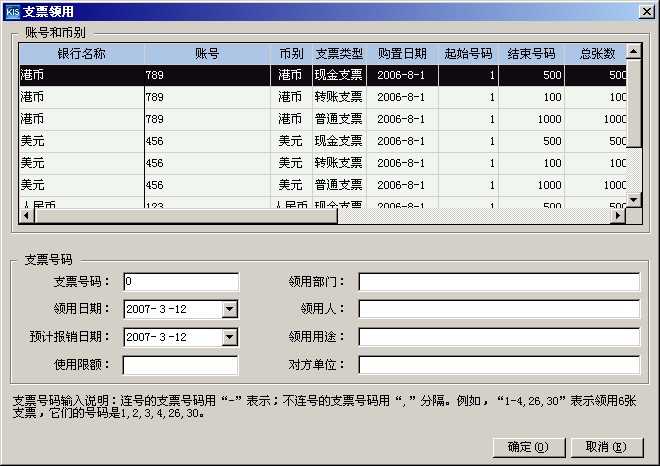 KIS 支票领用
账号和币别
银行名称 账号 币别 支票类型 购置日期 起始号码 结束号码 总张数
港币 789 港币 现金支票 2006-8-1 1 500 500
港币 789 港币 转账支票 2006-8-1 1 100 100
港币 789 港币 普通支票 2006-8-1 1 1000 1000
美元 456 美元 现金支票 2006-8-1 1 500 500
美元 456 美元 转账支票 2006-8-1 1 100 100
美元 456 美元 普通支票 2006-8-1 1 1000 1000
人民币 123 人民币 现金支票 2006-8-1 1 500 500
支票号码
支票号码： 0 领用部门：
领用日期： 2007- 3 -12 领用人：
预计报销日期： 2007- 3 -12 领用用途：
使用限额： 对方单位：
支票号码输入说明：连号的支票号码用“-”表示；不连号的支票号码用“,”分隔。例如，“1-4,26,30”表示领用6张
支票，它们的号码是1,2,3,4,26,30。
确定(O) 取消(E)